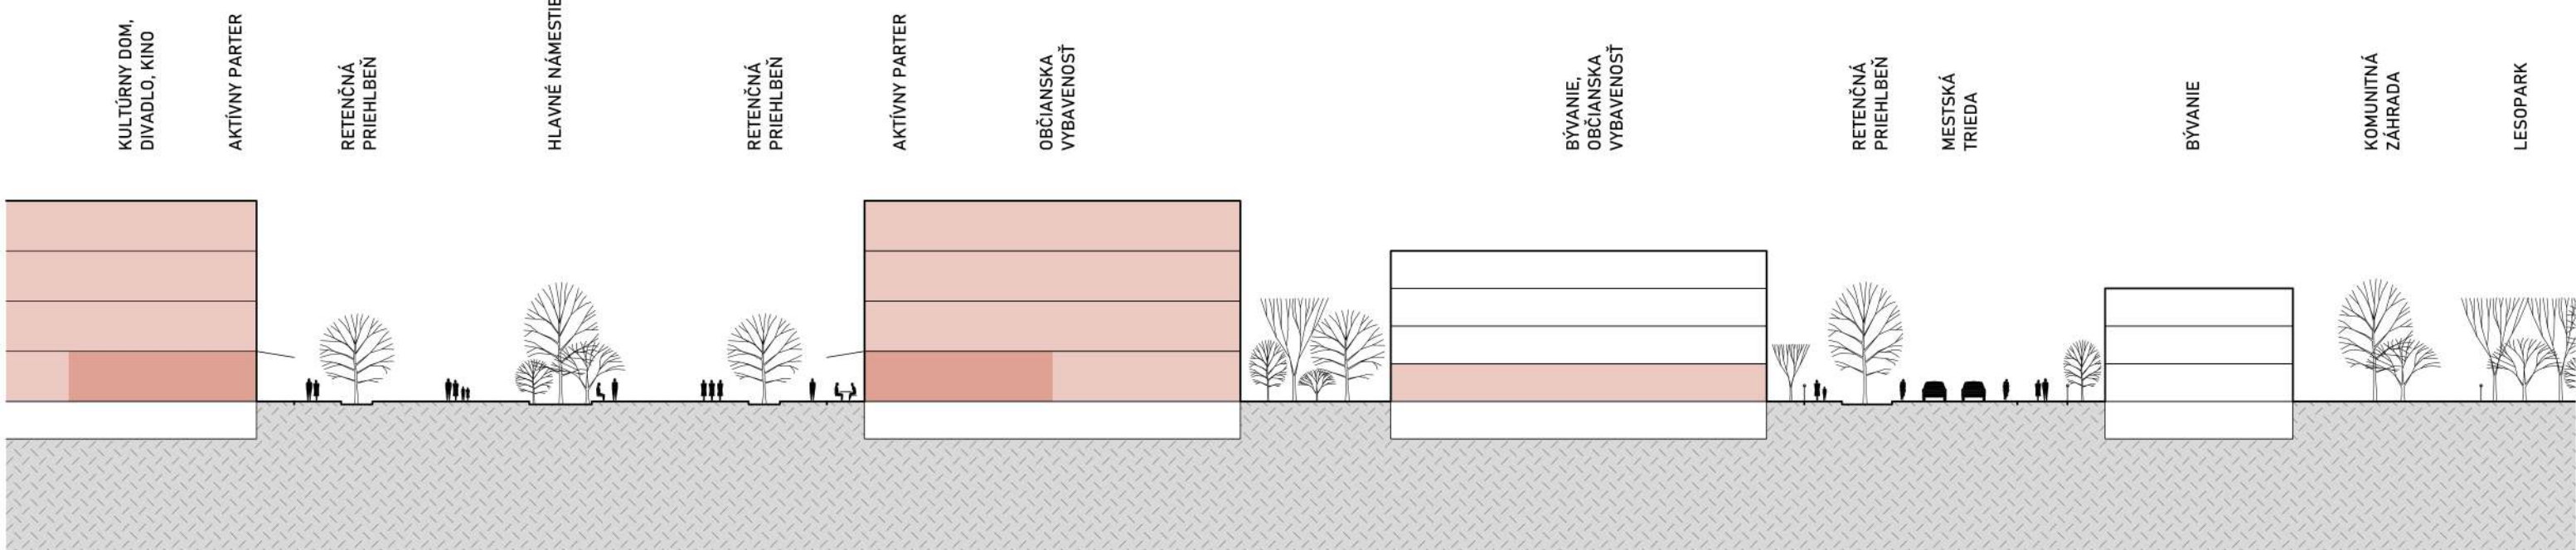 KULTÚRNY DOM,
DIVADLO, KINO
AKTÍVNY PARTER
RETENČNÁ
PRIEHLBEŇ
HLAVNÉ NÁMESTIE
RETENČNÁ
PRIEHLBEŇ
AKTÍVNY PARTER
OBČIANSKA
VYBAVENOSŤ
BÝVANIE,
OBČIANSKA
VYBAVENOSŤ
RETENČNÁ
PRIEHLBEŇ
MESTSKÁ
TRIEDA
BÝVANIE
KOMUNITNÁ
ZÁHRADA
LESOPARK